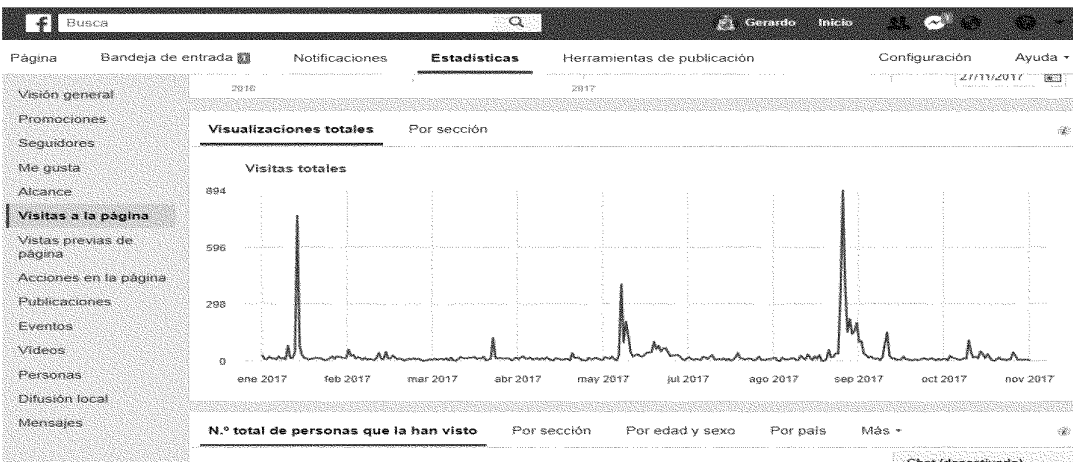 f Busca Gerardo Inicio
Página Bandeja de entrada Notificaciones Estadísticas Herramientas de publicación Configuración Ayuda
2016 2017 27/11/2017
Visión general
Promociones
Seguidores
Me gusta
Alcance
Visitas a la página
Vistas previas de
página
Acciones en la página
Publicaciones
Eventos
Vídeos
Personas
Difusión local
Mensajes
Visualizaciones totales Por sección
Visitas totales
894
596
298
0
ene 2017 feb 2017 mar 2017 abr 2017 may 2017 jul 2017 ago 2017 sep 2017 oct 2017 nov 2017
N.º total de personas que la han visto Por sección Por edad y sexo Por país Más
Chat (desactivado)